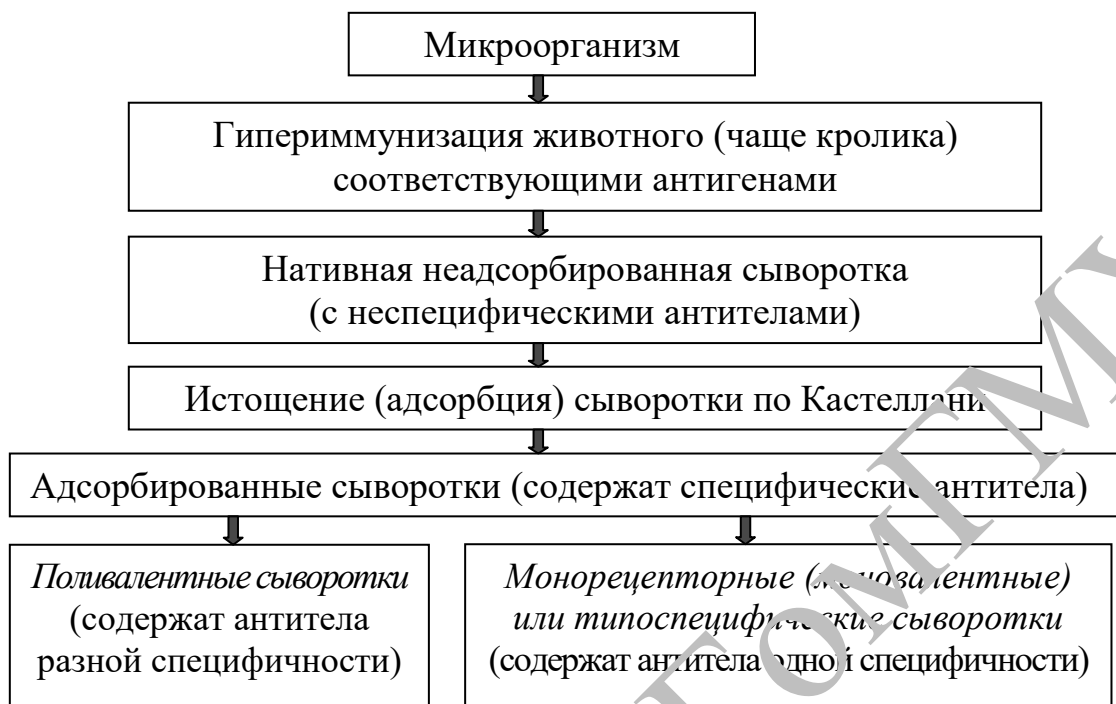 Микроорганизм
Гипериммунизация животного (чаще кролика)
соответствующими антигенами
Нативная неадсорбированная сыворотка
(с неспецифическими антителами)
Истощение (адсорбция) сыворотки по Кастеллани
Адсорбированные сыворотки (содержат специфические антитела)
Поливалентные сыворотки
(содержат антитела
разной специфичности)
Монорецепторные (моновалентные)
или типоспецифические сыворотки
(содержат антитела одной специфичности)
ГомГМУ